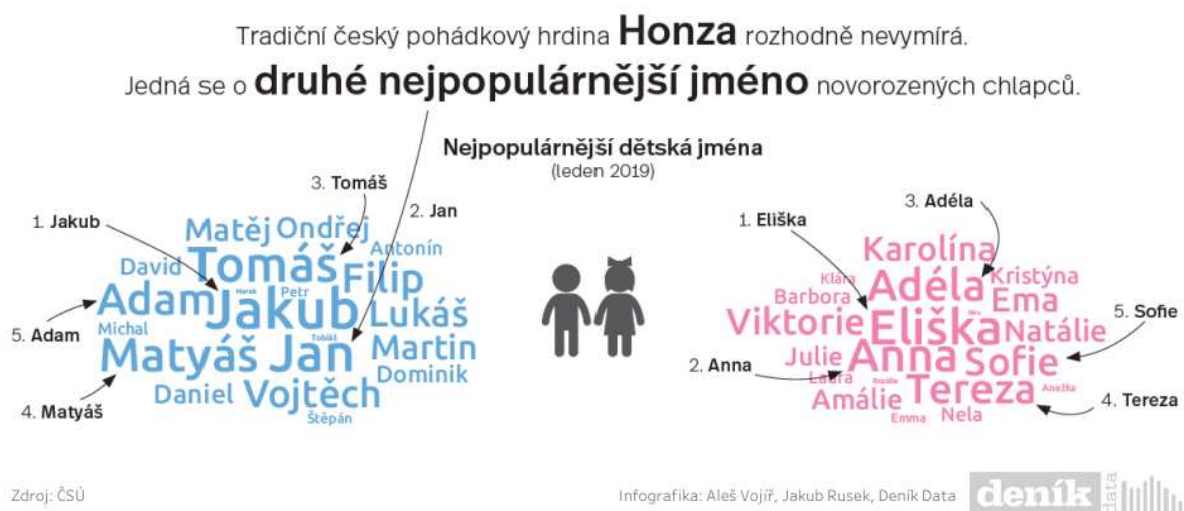 Tradiční český pohádkový hrdina Honza rozhodně nevymírá.
Jedná se o druhé nejpopulárnější jméno novorozených chlapců.
Nejpopulárnější dětská jména
(leden 2019)
3. Tomáš
2. Jan
1. Jakub
5. Adam
4. Matyáš
Matěj Ondřej
Antonín
David Tomáš Filip
Marek Petr
Adam Jakub Lukáš
Michal Tobiáš
Matyáš Jan Martin
Dominik
Daniel Vojtěch
Štěpán
3. Adéla
1. Eliška
5. Sofie
2. Anna
4. Tereza
Karolína
Klára Adéla Kristýna
Barbora Ema
Viktorie Eliška Natálie
Julie Anna Sofie
Laura Rozálie
Amálie Tereza Anežka
Emma Nela
Zdroj: ČSÚ
Infografika: Aleš Vojíř, Jakub Rusek, Deník Data
deník
data